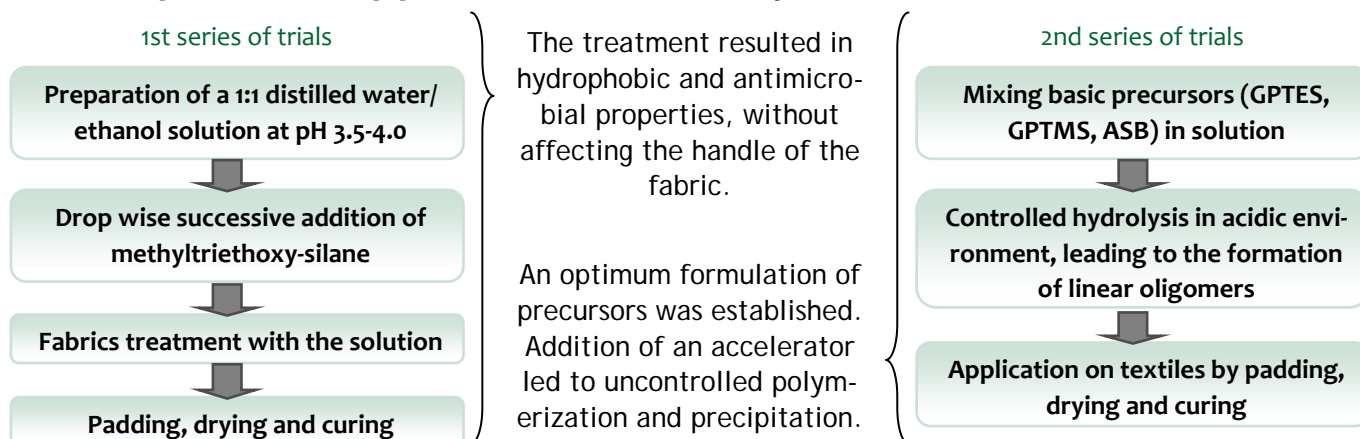 1st series of trials
Preparation of a 1:1 distilled water/
ethanol solution at pH 3.5-4.0
Drop wise successive addition of
methyltriethoxy-silane
Fabrics treatment with the solution
Padding, drying and curing
The treatment resulted in
hydrophobic and antimicro-
bial properties, without
affecting the handle of the
fabric.
An optimum formulation of
precursors was established.
Addition of an accelerator
led to uncontrolled polym-
erization and precipitation.
2nd series of trials
Mixing basic precursors (GPTES,
GPTMS, ASB) in solution
Controlled hydrolysis in acidic envi-
ronment, leading to the formation
of linear oligomers
Application on textiles by padding,
drying and curing